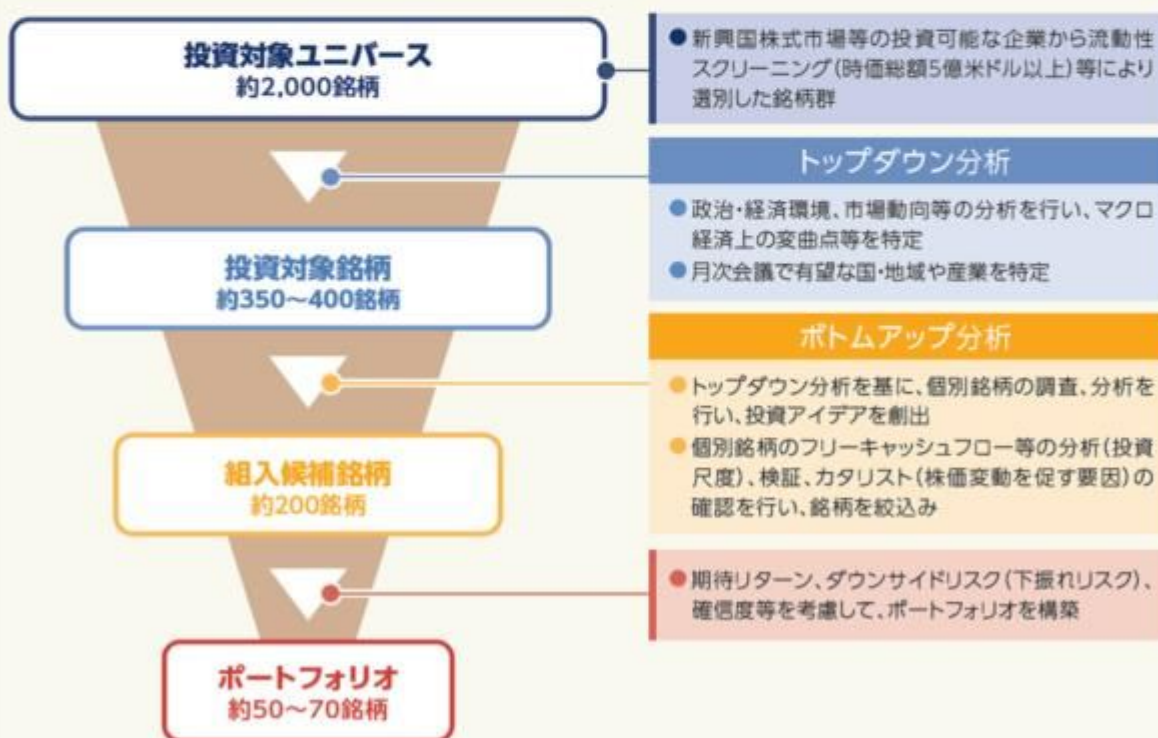 投資対象ユニバース
約2,000銘柄
●新興国株式市場等の投資可能な企業から流動性
スクリーニング(時価総額5億米ドル以上)等により
選別した銘柄群
トップダウン分析
●政治・経済環境、市場動向等の分析を行い、マクロ
経済上の変曲点等を特定
●月次会議で有望な国・地域や産業を特定
投資対象銘柄
約350〜400銘柄
ボトムアップ分析
●トップダウン分析を基に、個別銘柄の調査、分析を
行い、投資アイデアを創出
●個別銘柄のフリーキャッシュフロー等の分析(投資
尺度)、検証、カタリスト(株価変動を促す要因)の
確認を行い、銘柄を絞込み
組入候補銘柄
約200銘柄
●期待リターン、ダウンサイドリスク(下振れリスク)、
確信度等を考慮して、ポートフォリオを構築
ポートフォリオ
約50〜70銘柄